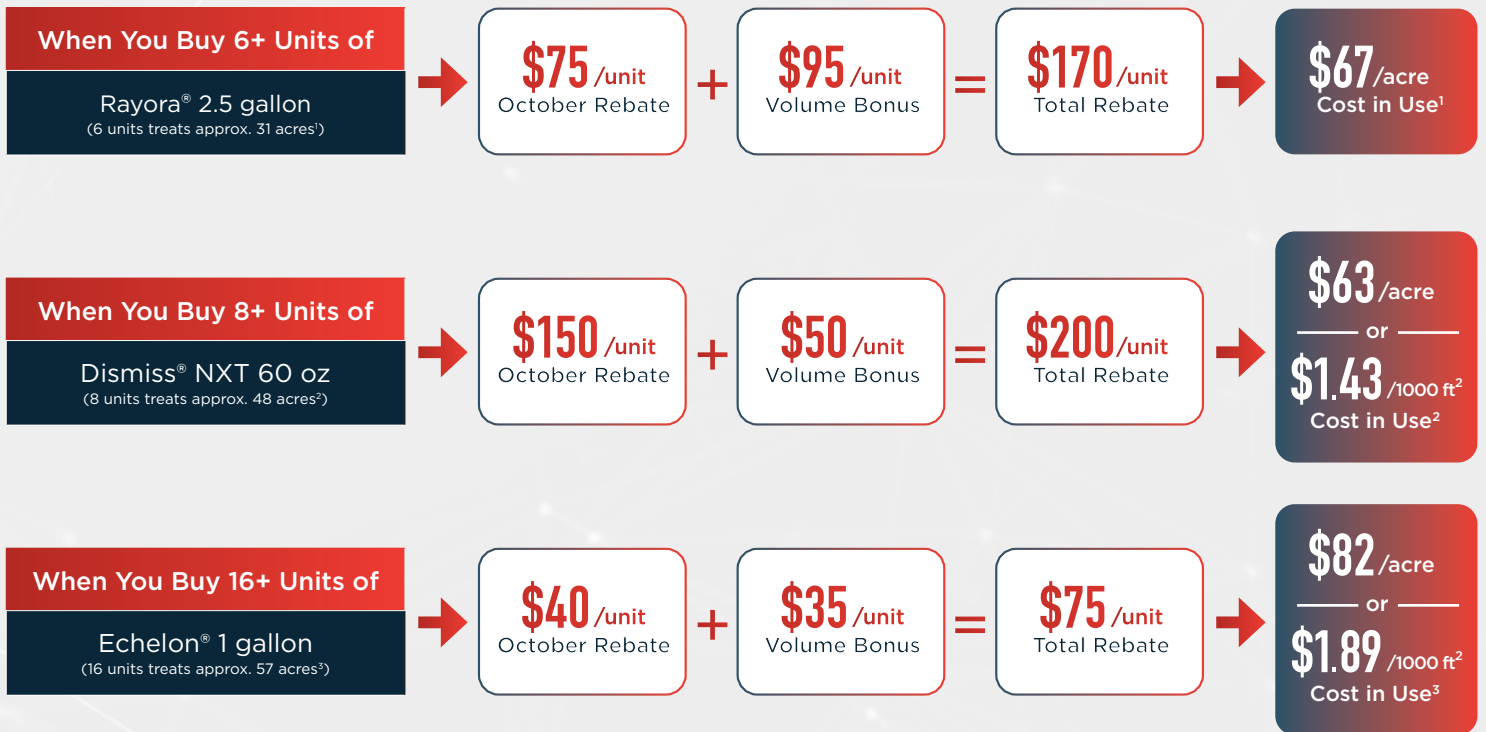 When You Buy 6+ Units of
Rayora® 2.5 gallon
(6 units treats approx. 31 acres¹)
$75 /unit
October Rebate
+
$95 /unit
Volume Bonus
=
$170 /unit
Total Rebate
$67 /acre
Cost in Use¹
When You Buy 8+ Units of
Dismiss® NXT 60 oz
(8 units treats approx. 48 acres²)
$150 /unit
October Rebate
+
$50 /unit
Volume Bonus
=
$200 /unit
Total Rebate
$63 /acre
or
$1.43 /1000 ft²
Cost in Use²
When You Buy 16+ Units of
Echelon® 1 gallon
(16 units treats approx. 57 acres³)
$40 /unit
October Rebate
+
$35 /unit
Volume Bonus
=
$75 /unit
Total Rebate
$82 /acre
or
$1.89 /1000 ft²
Cost in Use³